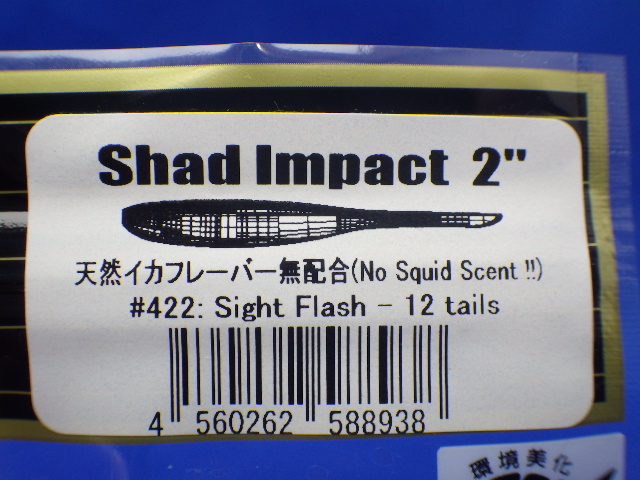 Shad Impact 2"
天然イカフレーバー無配合(No Squid Scent !!)
#422: Sight Flash - 12 tails
4 560262 588938
環境美化